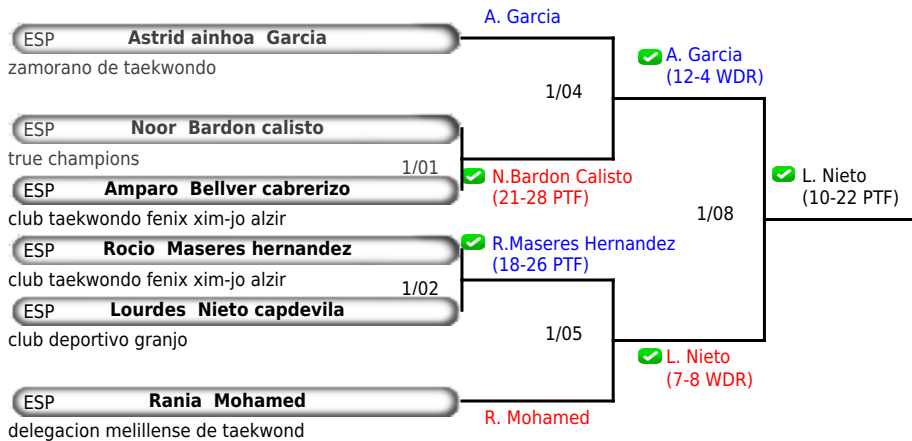 A. Garcia
ESP Astrid ainhoa Garcia
zamorano de taekwondo
A. Garcia
(12-4 WDR)
1/04
ESP Noor Bardon calisto
true champions
1/01
N.Bardon Calisto
(21-28 PTF)
L. Nieto
(10-22 PTF)
ESP Amparo Bellver cabrerizo
club taekwondo fenix xim-jo alzir
1/08
ESP Rocio Maseres hernandez
R.Maseres Hernandez
(18-26 PTF)
club taekwondo fenix xim-jo alzir
1/02
ESP Lourdes Nieto capdevila
club deportivo granjo
1/05
L. Nieto
(7-8 WDR)
ESP Rania Mohamed
R. Mohamed
delegacion melillense de taekwond